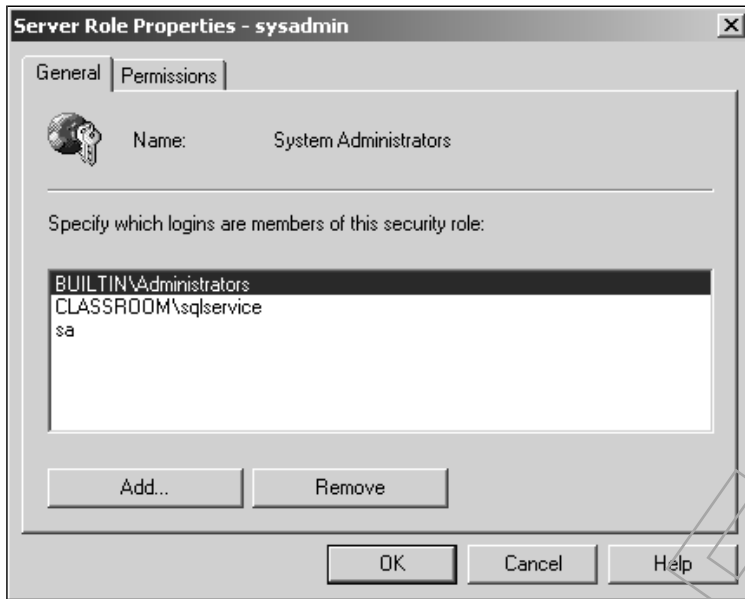 Server Role Properties - sysadmin
General Permissions
Name: System Administrators
Specify which logins are members of this security role:
BUILTIN\Administrators
CLASSROOM\sqlservice
sa
Add... Remove
OK Cancel Help